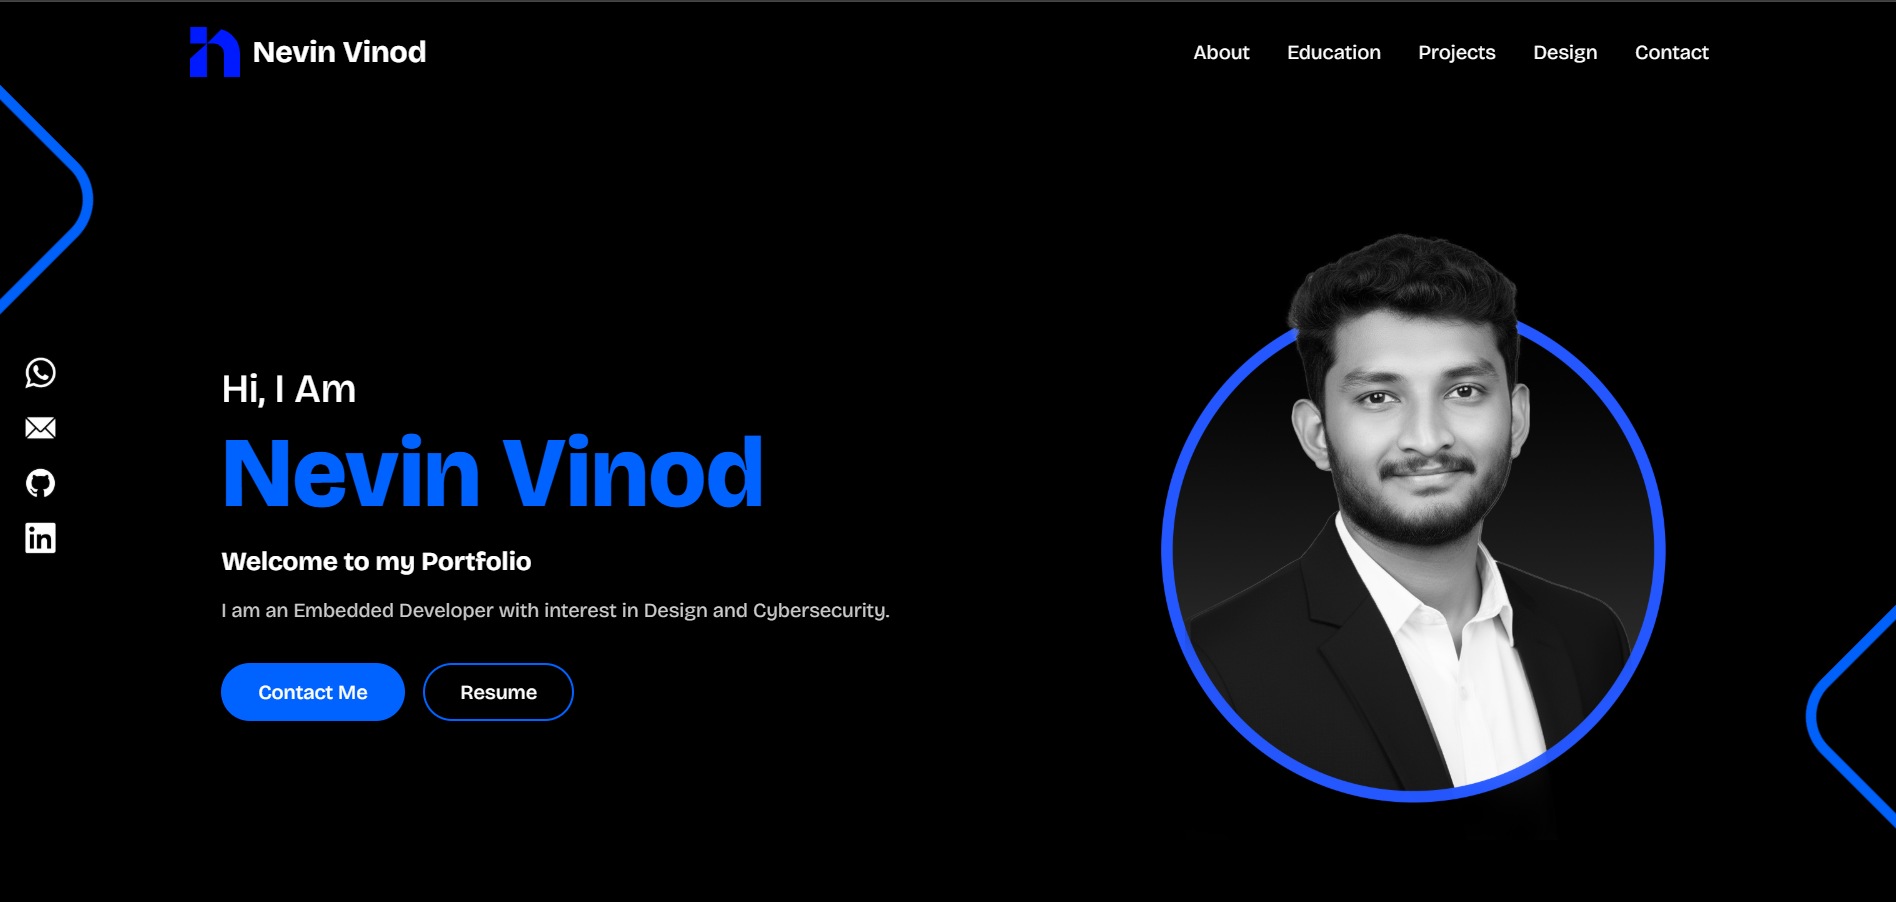 Nevin Vinod
About Education Projects Design Contact
Hi, I Am
Nevin Vinod
Welcome to my Portfolio
I am an Embedded Developer with interest in Design and Cybersecurity.
Contact Me Resume
in